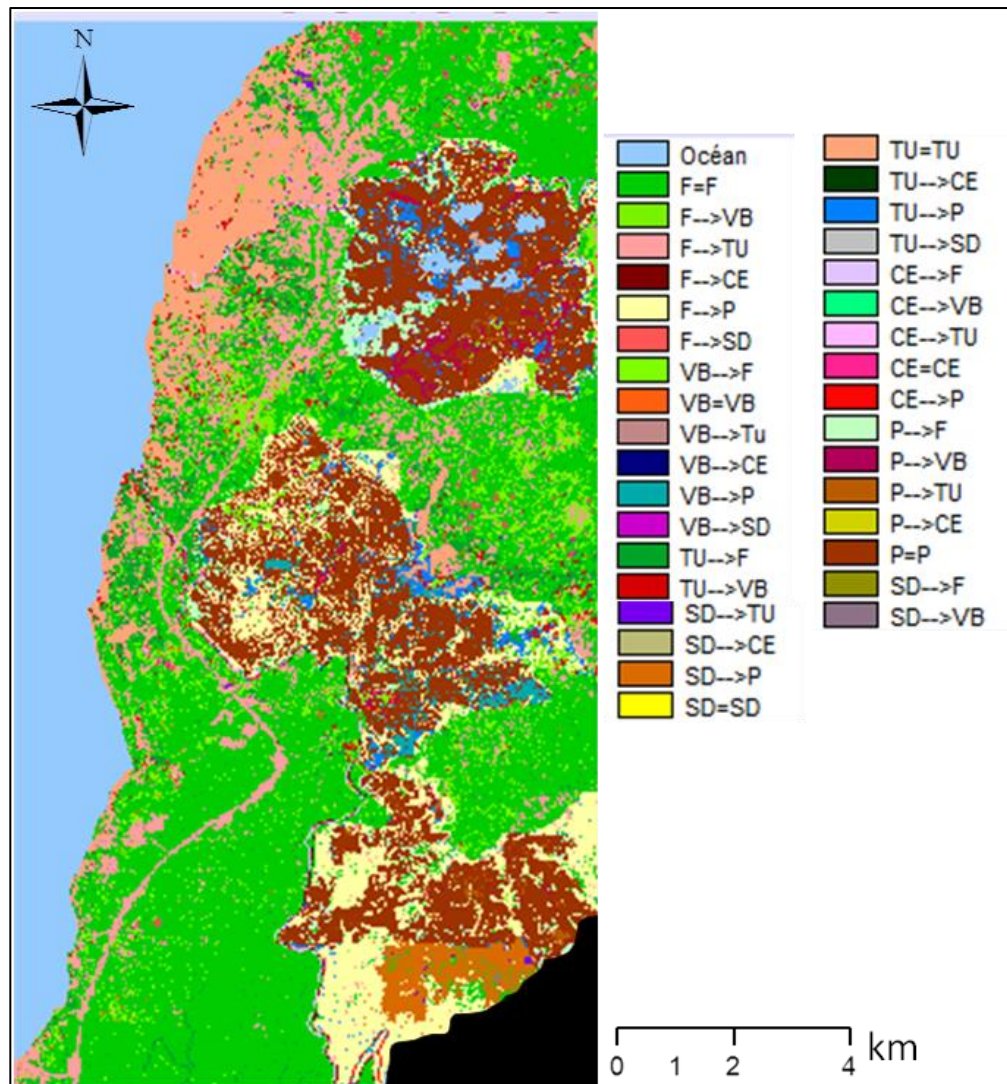 N
Océan
F=F
F-->VB
F-->TU
F-->CE
F-->P
F-->SD
VB-->F
VB=VB
VB-->Tu
VB-->CE
VB-->P
VB-->SD
TU-->F
TU-->VB
SD-->TU
SD-->CE
SD-->P
SD=SD
TU=TU
TU-->CE
TU-->P
TU-->SD
CE-->F
CE-->VB
CE-->TU
CE=CE
CE-->P
P-->F
P-->VB
P-->TU
P-->CE
P=P
SD-->F
SD-->VB
km
0 1 2 4